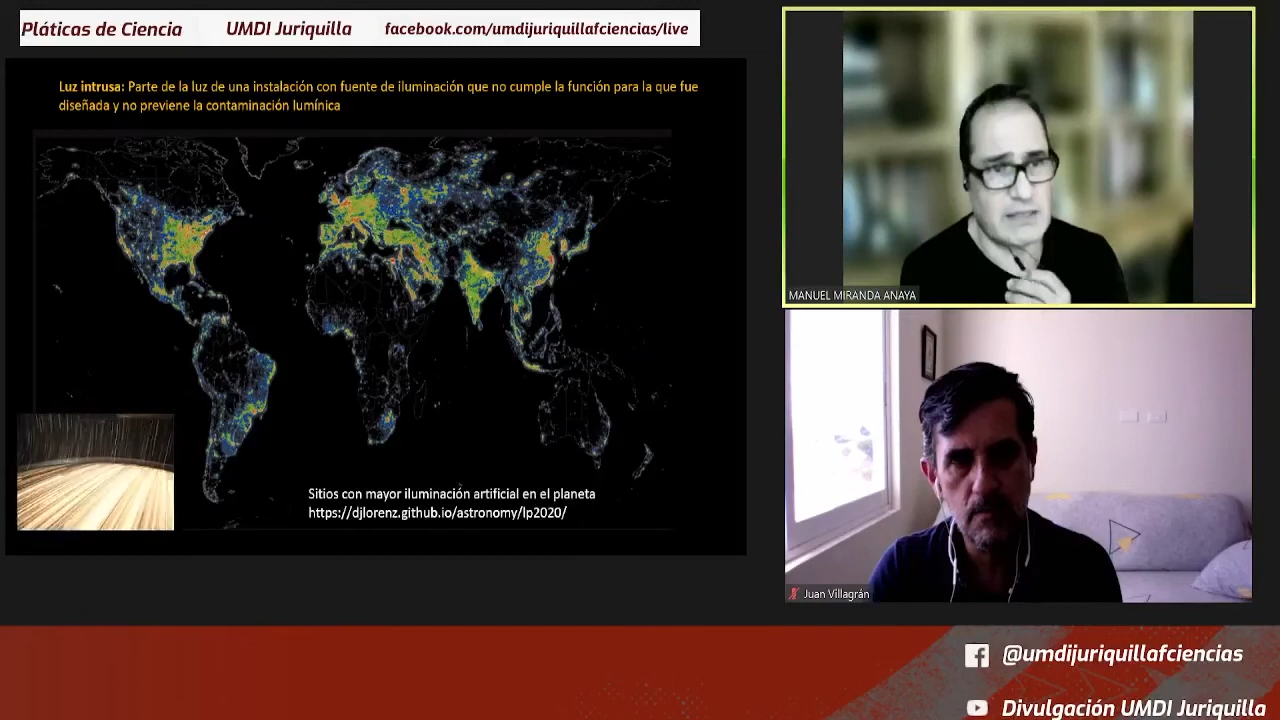 Pláticas de Ciencia UMDI Juriquilla facebook.com/umdijuriquillafciencias/live
Luz intrusa: Parte de la luz de una instalación con fuente de iluminación que no cumple la función para la que fue
diseñada y no previene la contaminación lumínica
Sitios con mayor iluminación artificial en el planeta
https://djlorenz.github.io/astronomy/lp2020/
MANUEL MIRANDA ANAYA
Juan Villagrán
@umdijuriquillafciencias
Divulgación UMDI Juriquilla